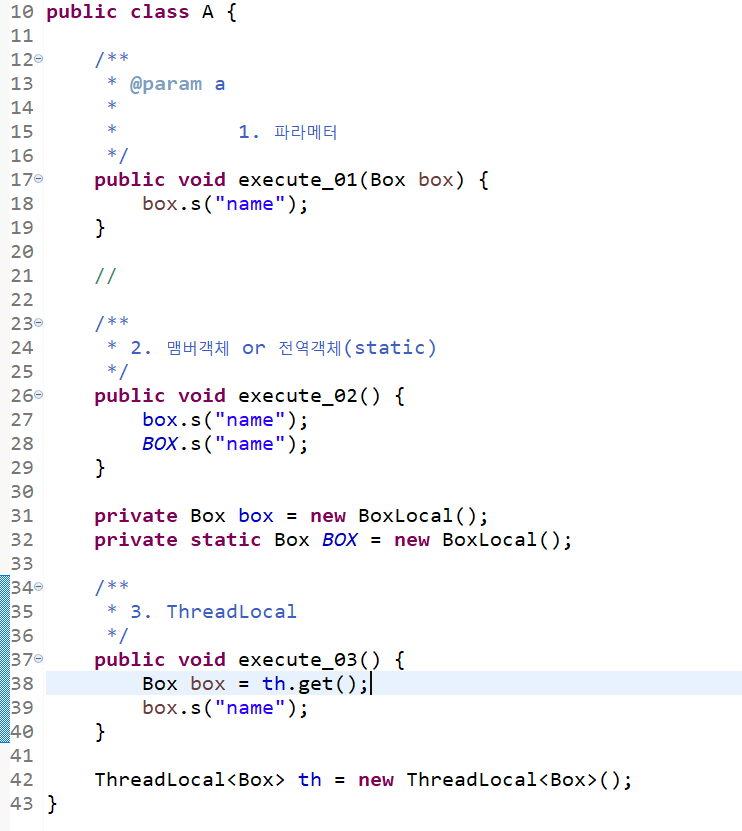 10 public class A {
11
12 /**
13 * @param a
14 *
15 * 1. 파라메터
16 */
17 public void execute_01(Box box) {
18 box.s("name");
19 }
20
21 //
22
23 /**
24 * 2. 맴버객체 or 전역객체(static)
25 */
26 public void execute_02() {
27 box.s("name");
28 BOX.s("name");
29 }
30
31 private Box box = new BoxLocal();
32 private static Box BOX = new BoxLocal();
33
34 /**
35 * 3. ThreadLocal
36 */
37 public void execute_03() {
38 Box box = th.get();
39 box.s("name");
40 }
41
42 ThreadLocal<Box> th = new ThreadLocal<Box>();
43 }